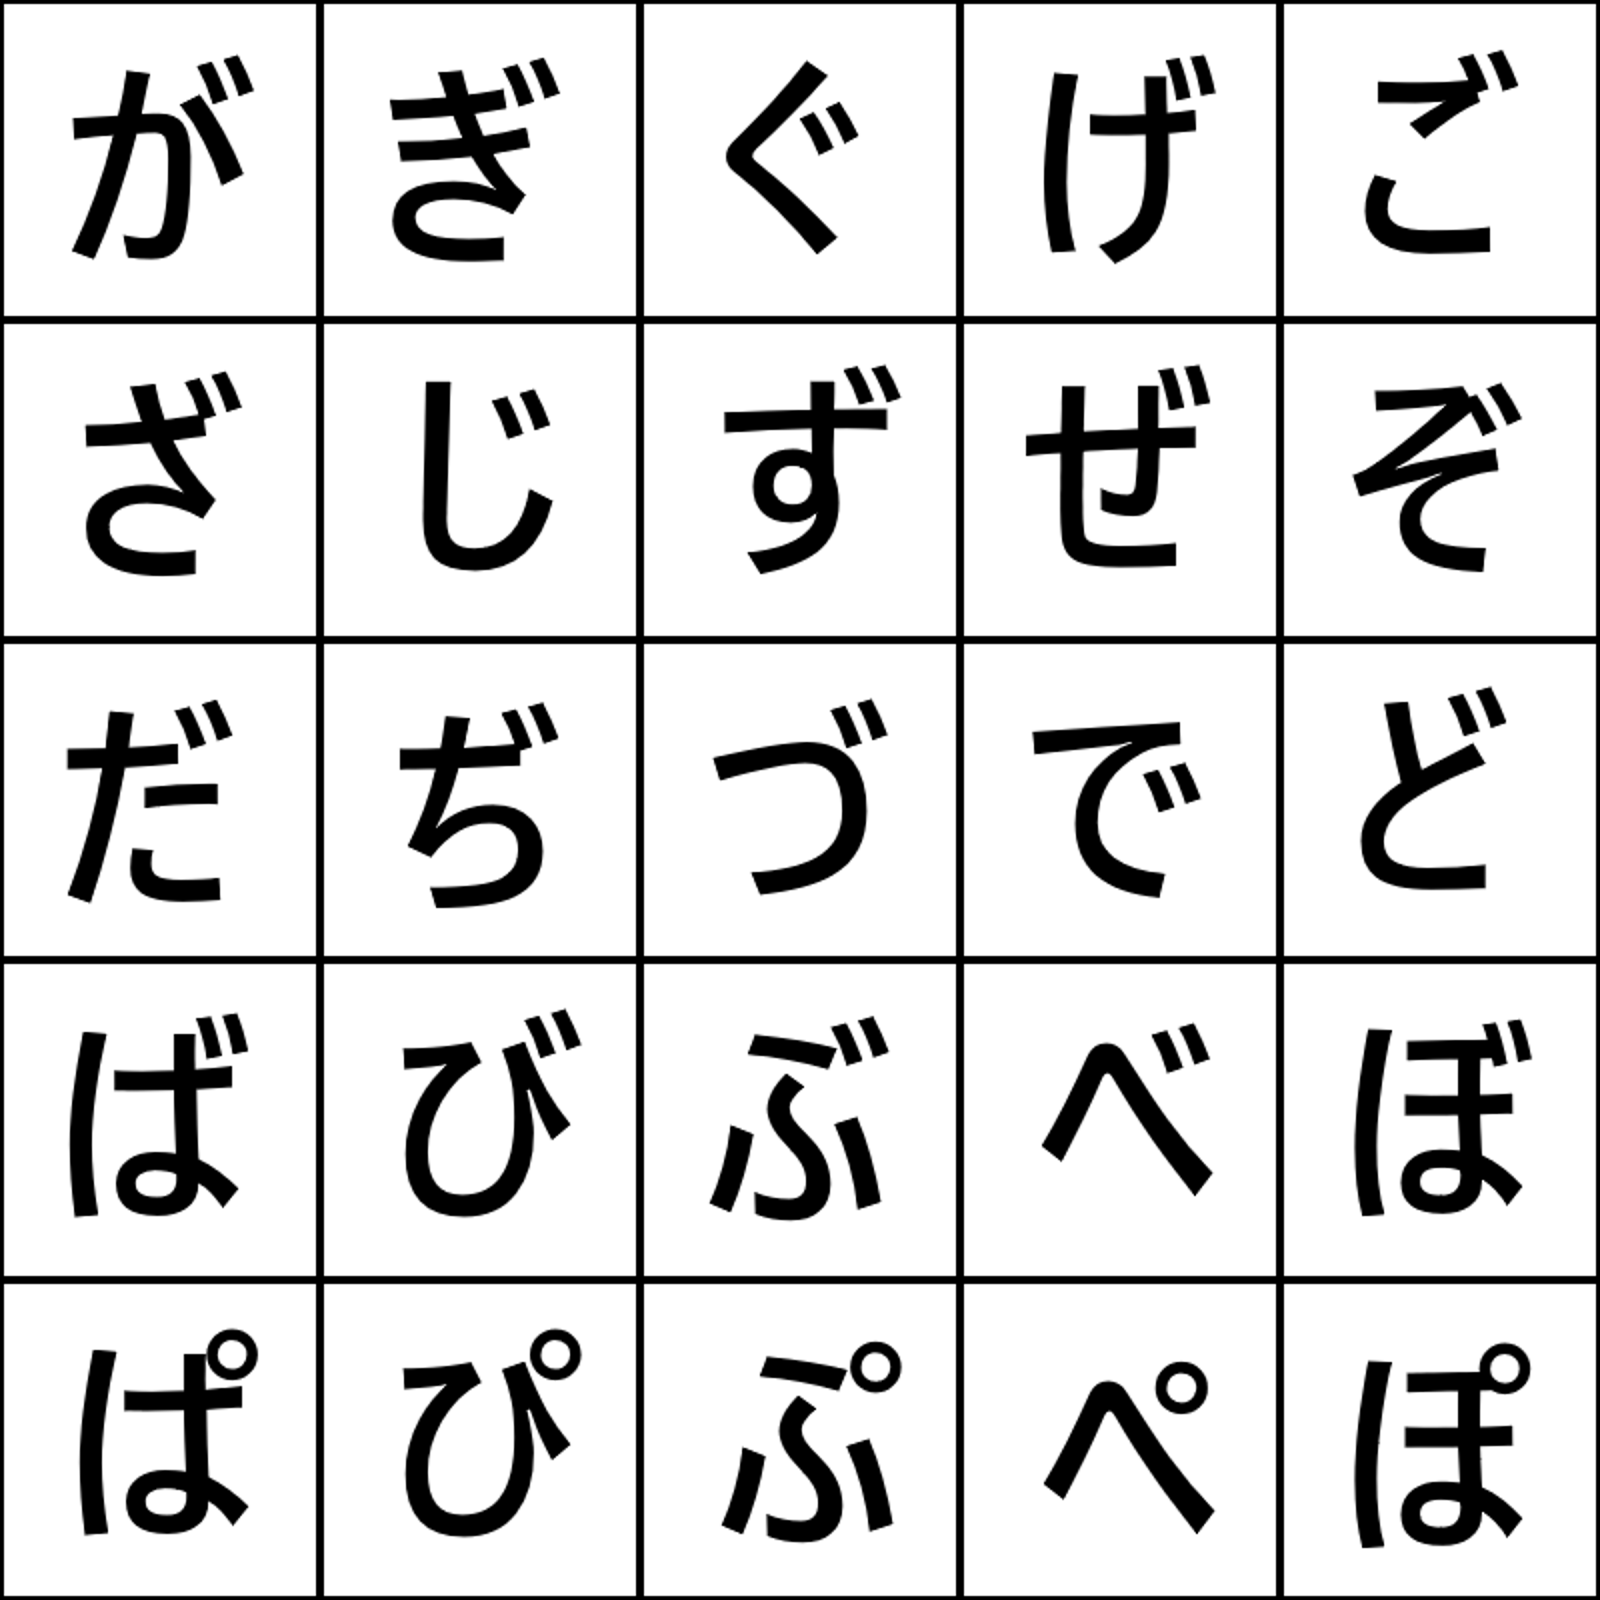 が ぎ ぐ げ ご
ざ じ ず ぜ ぞ
だ ぢ づ で ど
ば び ぶ べ ぼ
ぱ ぴ ぷ ぺ ぽ